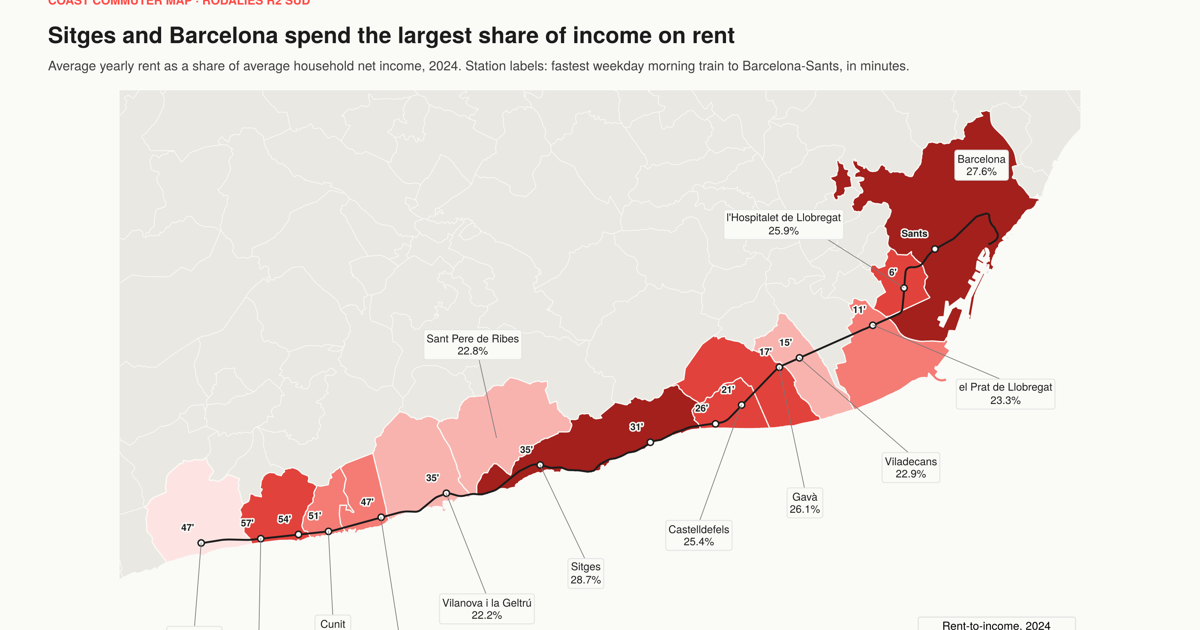 COAST COMMUTER MAP · RODALIES R2 SUD
Sitges and Barcelona spend the largest share of income on rent
Average yearly rent as a share of average household net income, 2024. Station labels: fastest weekday morning train to Barcelona-Sants, in minutes.
Barcelona
27.6%
l'Hospitalet de Llobregat
25.9%
Sants
6'
11'
15'
17'
Sant Pere de Ribes
22.8%
21'
26'
el Prat de Llobregat
23.3%
31'
35'
Viladecans
22.9%
35'
47'
51'
54'
57'
47'
Gavà
26.1%
Castelldefels
25.4%
Sitges
28.7%
Vilanova i la Geltrú
22.2%
Cunit
Rent-to-income, 2024